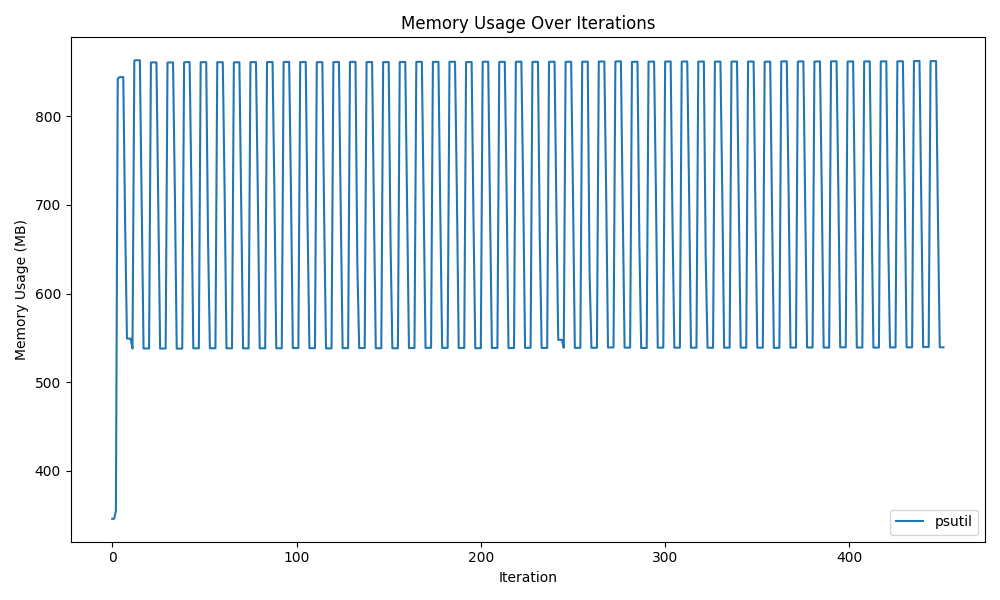 Memory Usage Over Iterations
Memory Usage (MB)
800
700
600
500
400
0 100 200 300 400
Iteration
psutil